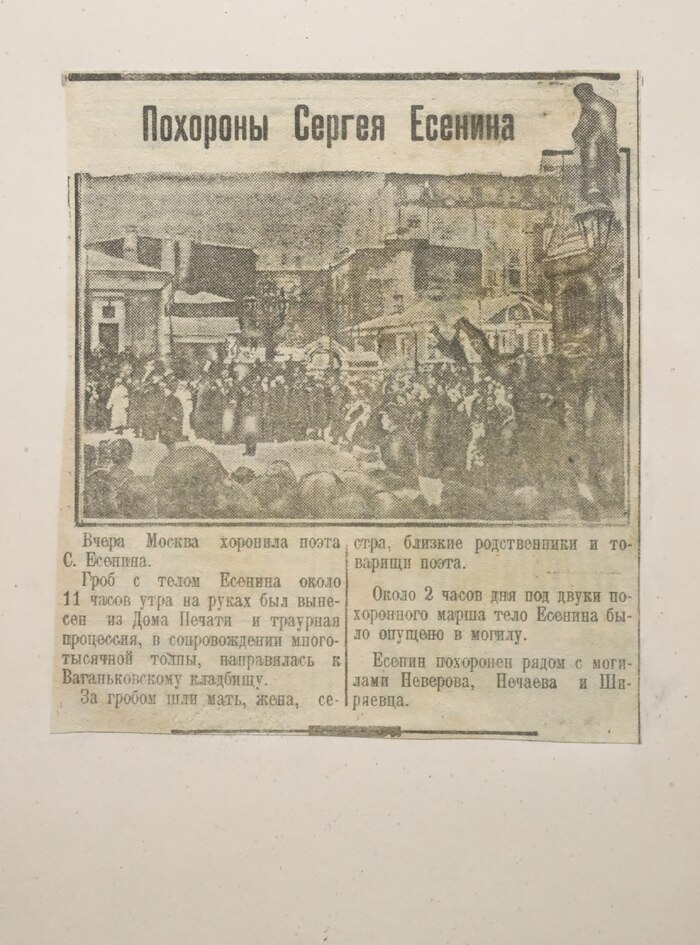 Похороны Сергея Есенина
Вчера Москва хоронила поэта
С. Есенина.
Гроб с телом Есенина около
11 часов утра на руках был выне-
сен из Дома Печати и траурная
процессия, в сопровождении много-
тысячной толпы, направилась к
Ваганьковскому кладбищу.
За гробом шли мать, жена, се-
стра, близкие родственники и то-
варищи поэта.
Около 2 часов дня под двуки по-
хоронного марша тело Есенина бы-
ло опущено в могилу.
Есенин похоронен рядом с моги-
лами Неверова, Нечаева и Ши-
ряевца.